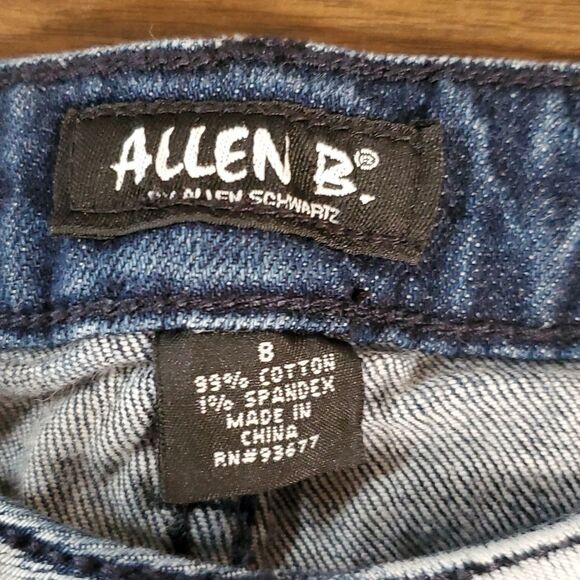 ALLEN B®.
BY ALLEN SCHWARTZ
8
99% COTTON
1% SPANDEX
MADE IN
CHINA
RN#93677